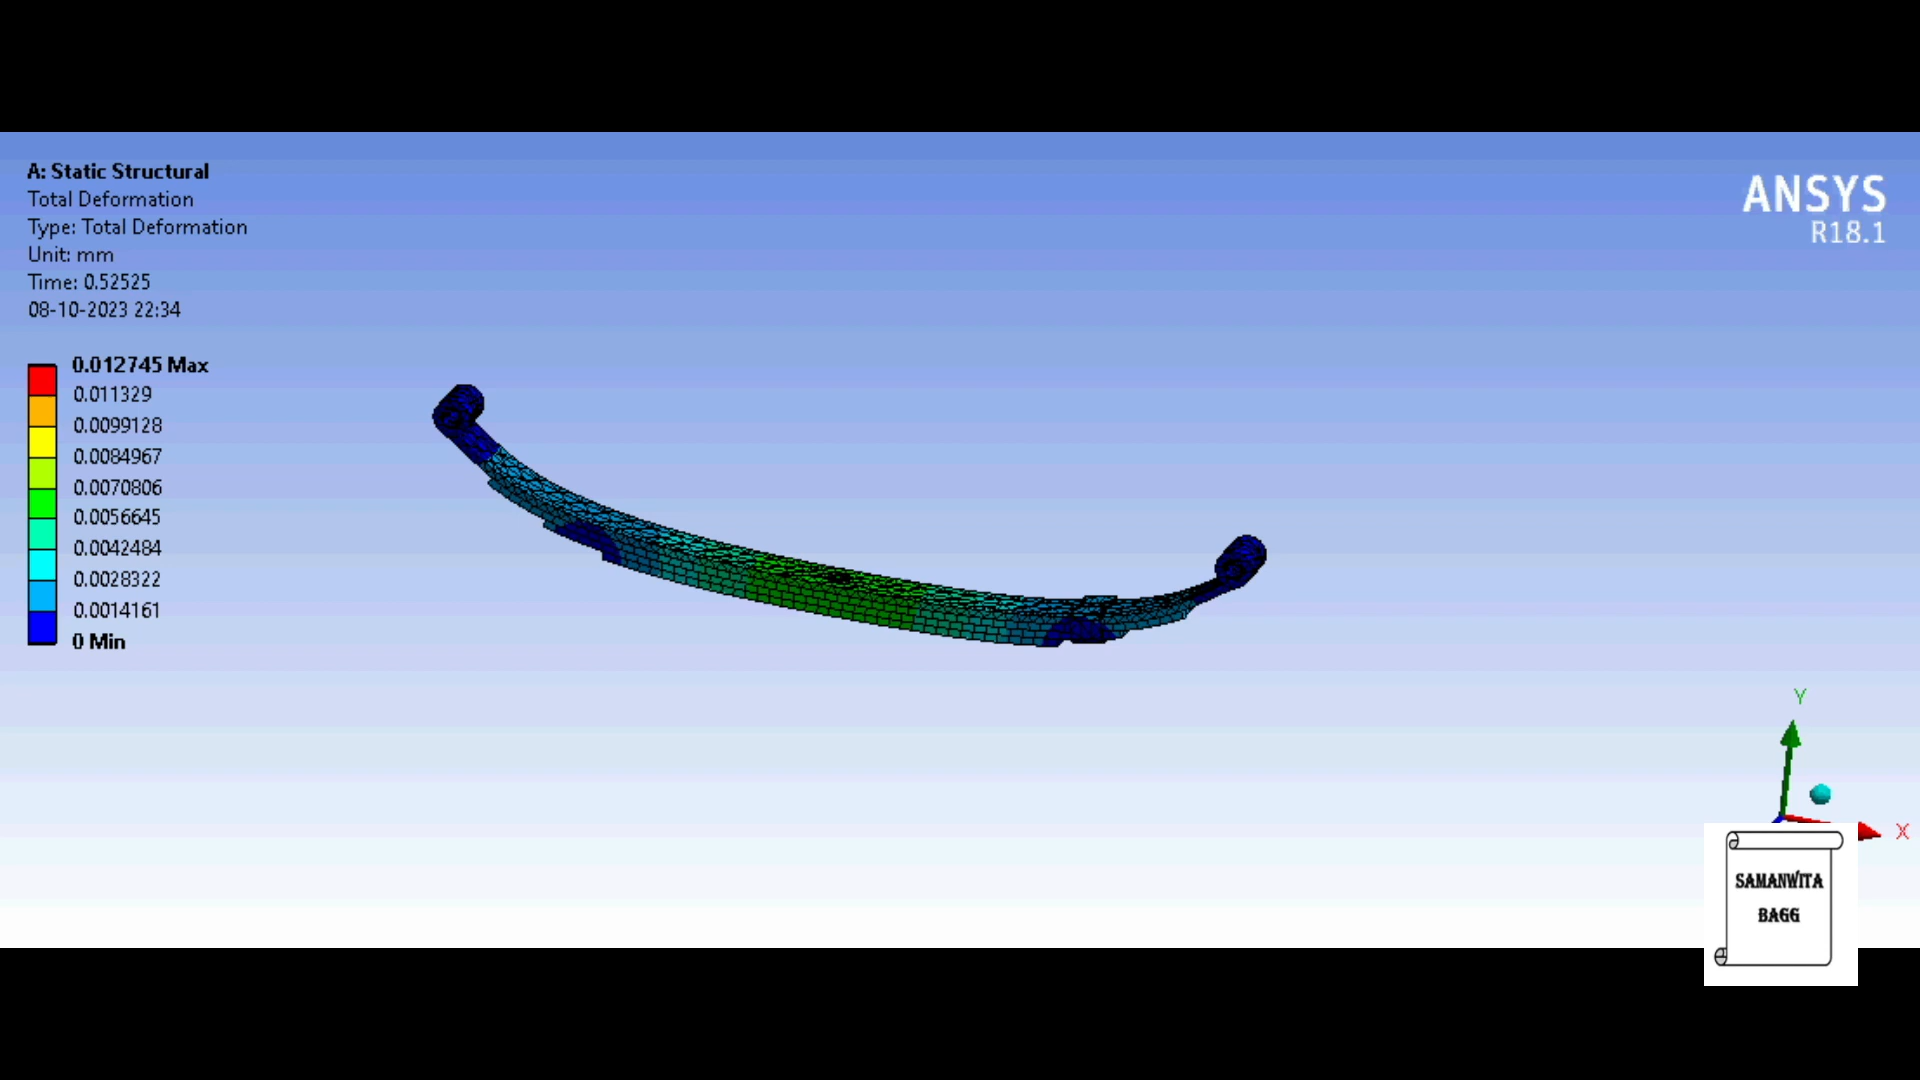 A: Static Structural
Total Deformation
Type: Total Deformation
Unit: mm
Time: 0.52525
08-10-2023 22:34
0.012745 Max
0.011329
0.0099128
0.0084967
0.0070806
0.0056645
0.0042484
0.0028322
0.0014161
0 Min
ANSYS
R18.1
Y
X
SAMANWITA
BAGG